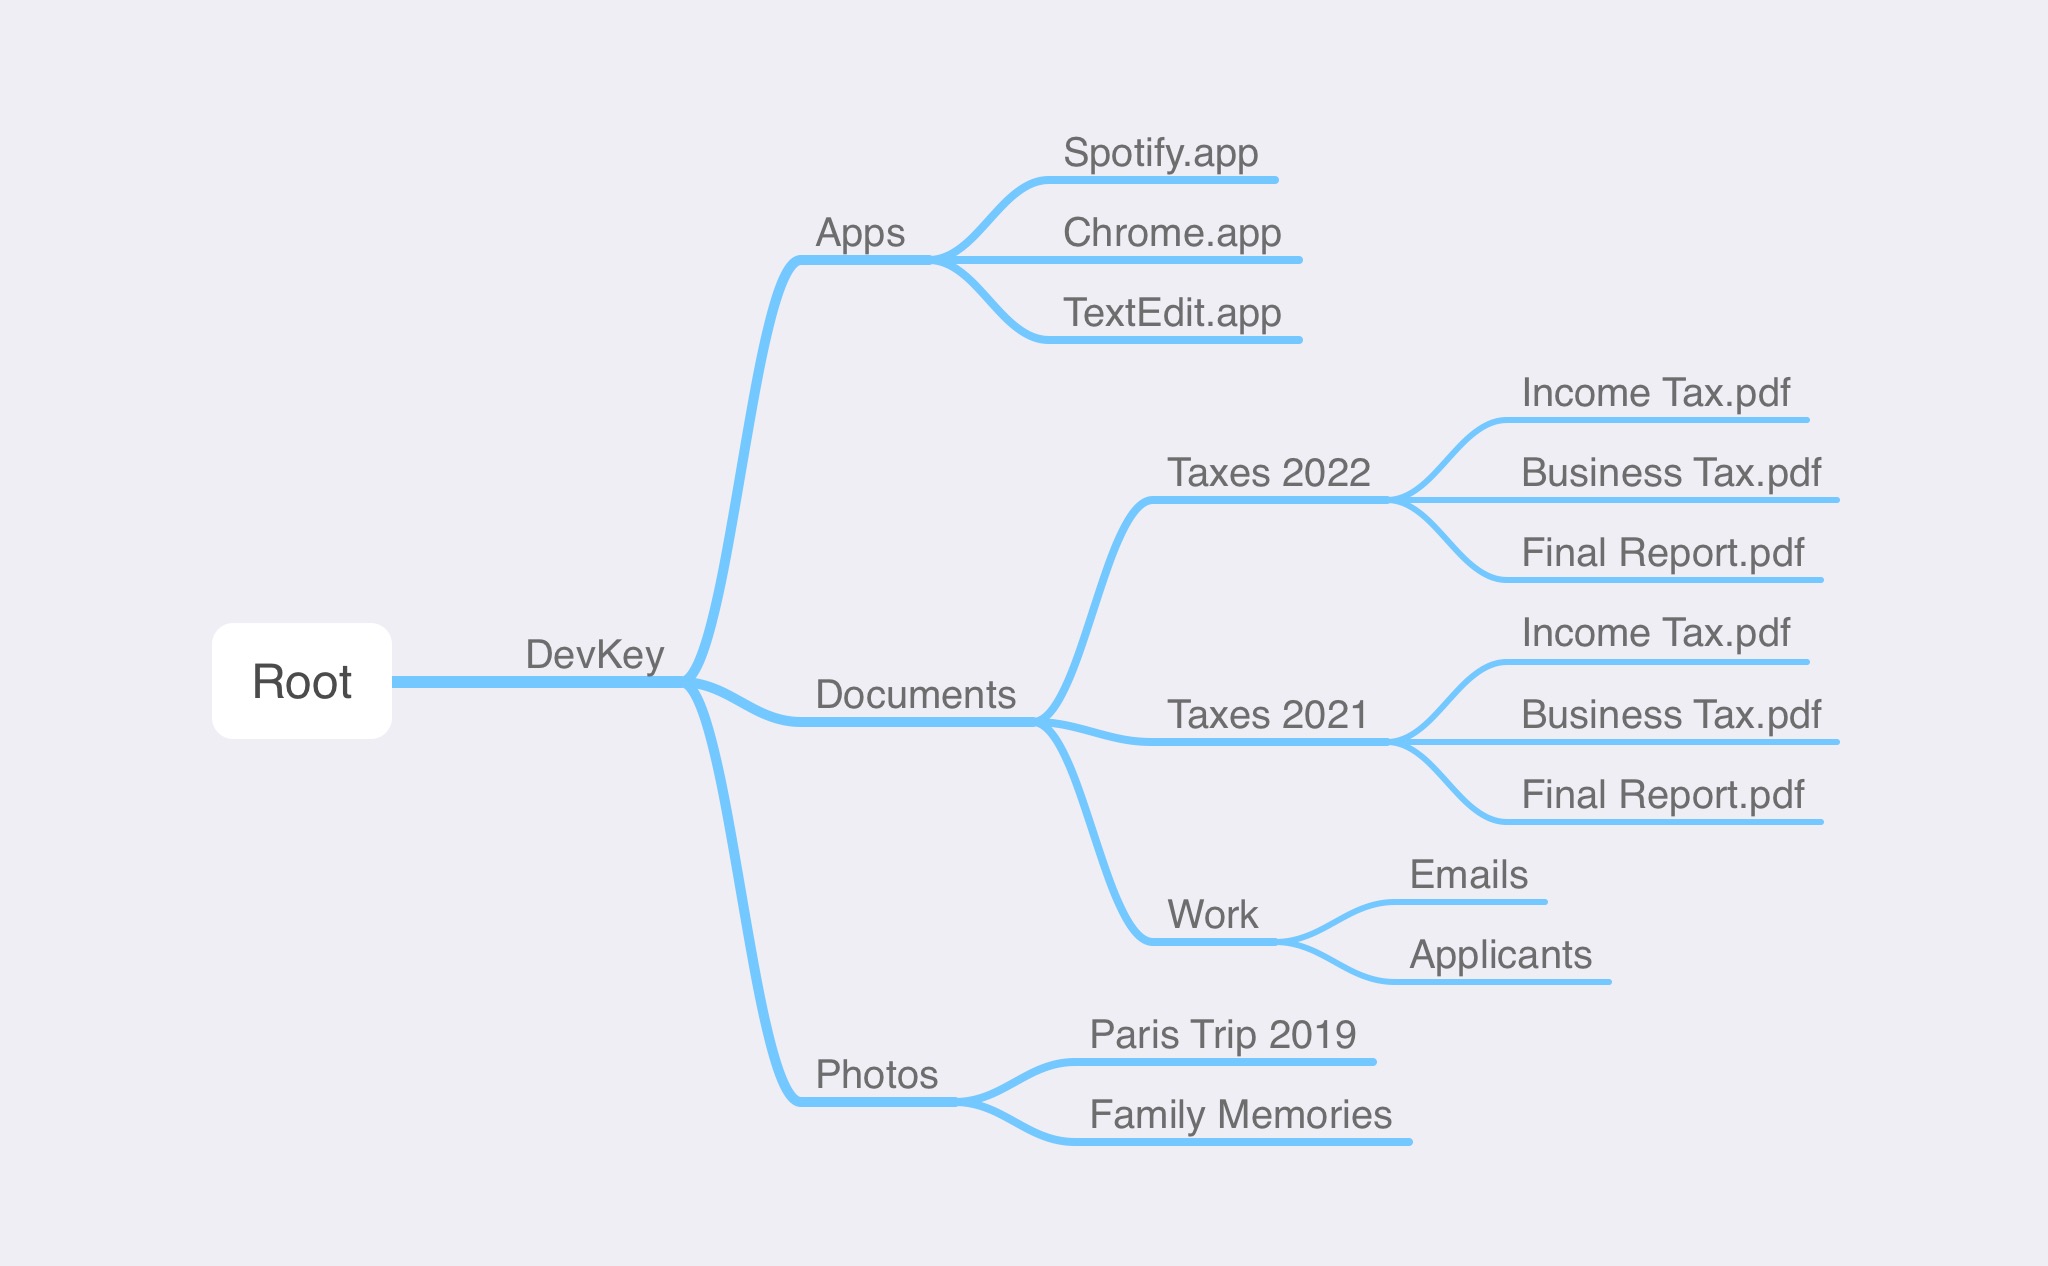 Root
DevKey
Apps
Spotify.app
Chrome.app
TextEdit.app
Documents
Taxes 2022
Income Tax.pdf
Business Tax.pdf
Final Report.pdf
Taxes 2021
Income Tax.pdf
Business Tax.pdf
Final Report.pdf
Work
Emails
Applicants
Photos
Paris Trip 2019
Family Memories